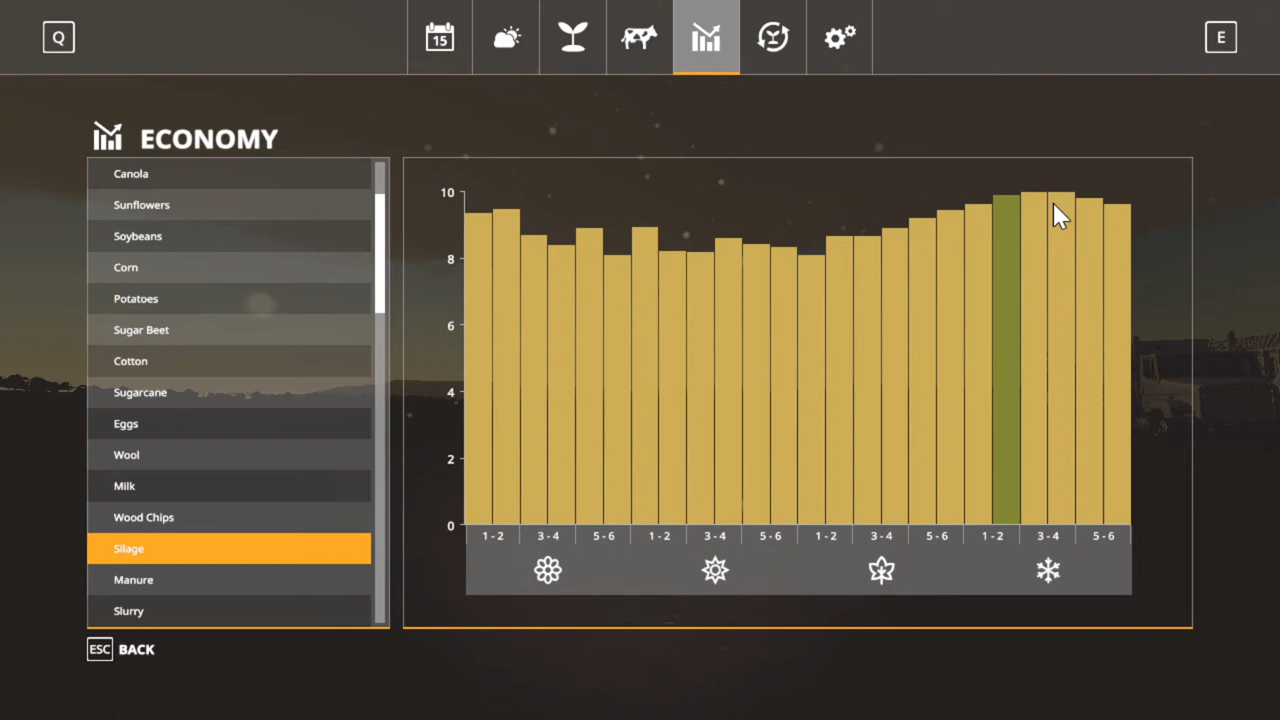 Q
15
E
ECONOMY
Canola
Sunflowers
Soybeans
Corn
Potatoes
Sugar Beet
Cotton
Sugarcane
Eggs
Wool
Milk
Wood Chips
Silage
Manure
Slurry
10
8
6
4
2
0
1 - 2 3 - 4 5 - 6 1 - 2 3 - 4 5 - 6 1 - 2 3 - 4 5 - 6 1 - 2 3 - 4 5 - 6
ESC BACK